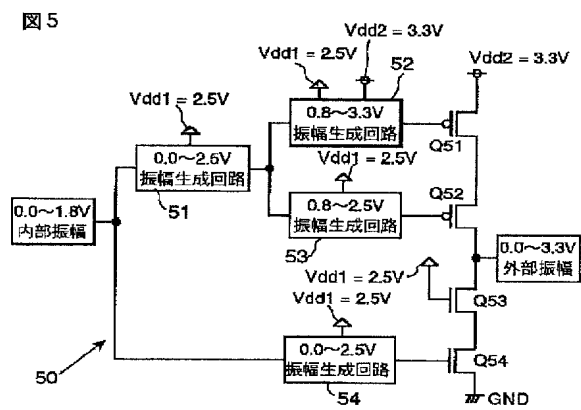 図5
Vdd2 = 3.3V
Vdd1 = 2.5V
52
Vdd2 = 3.3V
Vdd1 = 2.5V
0.8〜3.3V
振幅生成回路
Q51
0.0〜2.5V
振幅生成回路
51
Vdd1 = 2.5V
0.8〜2.5V
振幅生成回路
53
Q52
0.0〜1.8V
内部振幅
0.0〜3.3V
外部振幅
Vdd1 = 2.5V
Q53
Vdd1 = 2.5V
0.0〜2.5V
振幅生成回路
54
Q54
50
GND